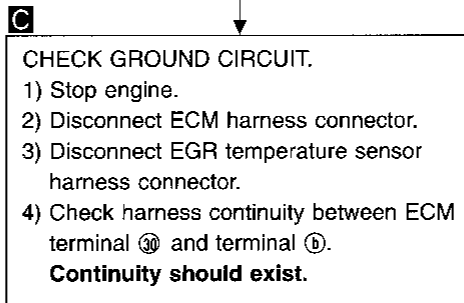 C
CHECK GROUND CIRCUIT.
1) Stop engine.
2) Disconnect ECM harness connector.
3) Disconnect EGR temperature sensor
harness connector.
4) Check harness continuity between ECM
terminal ㉚ and terminal ⓑ.
Continuity should exist.